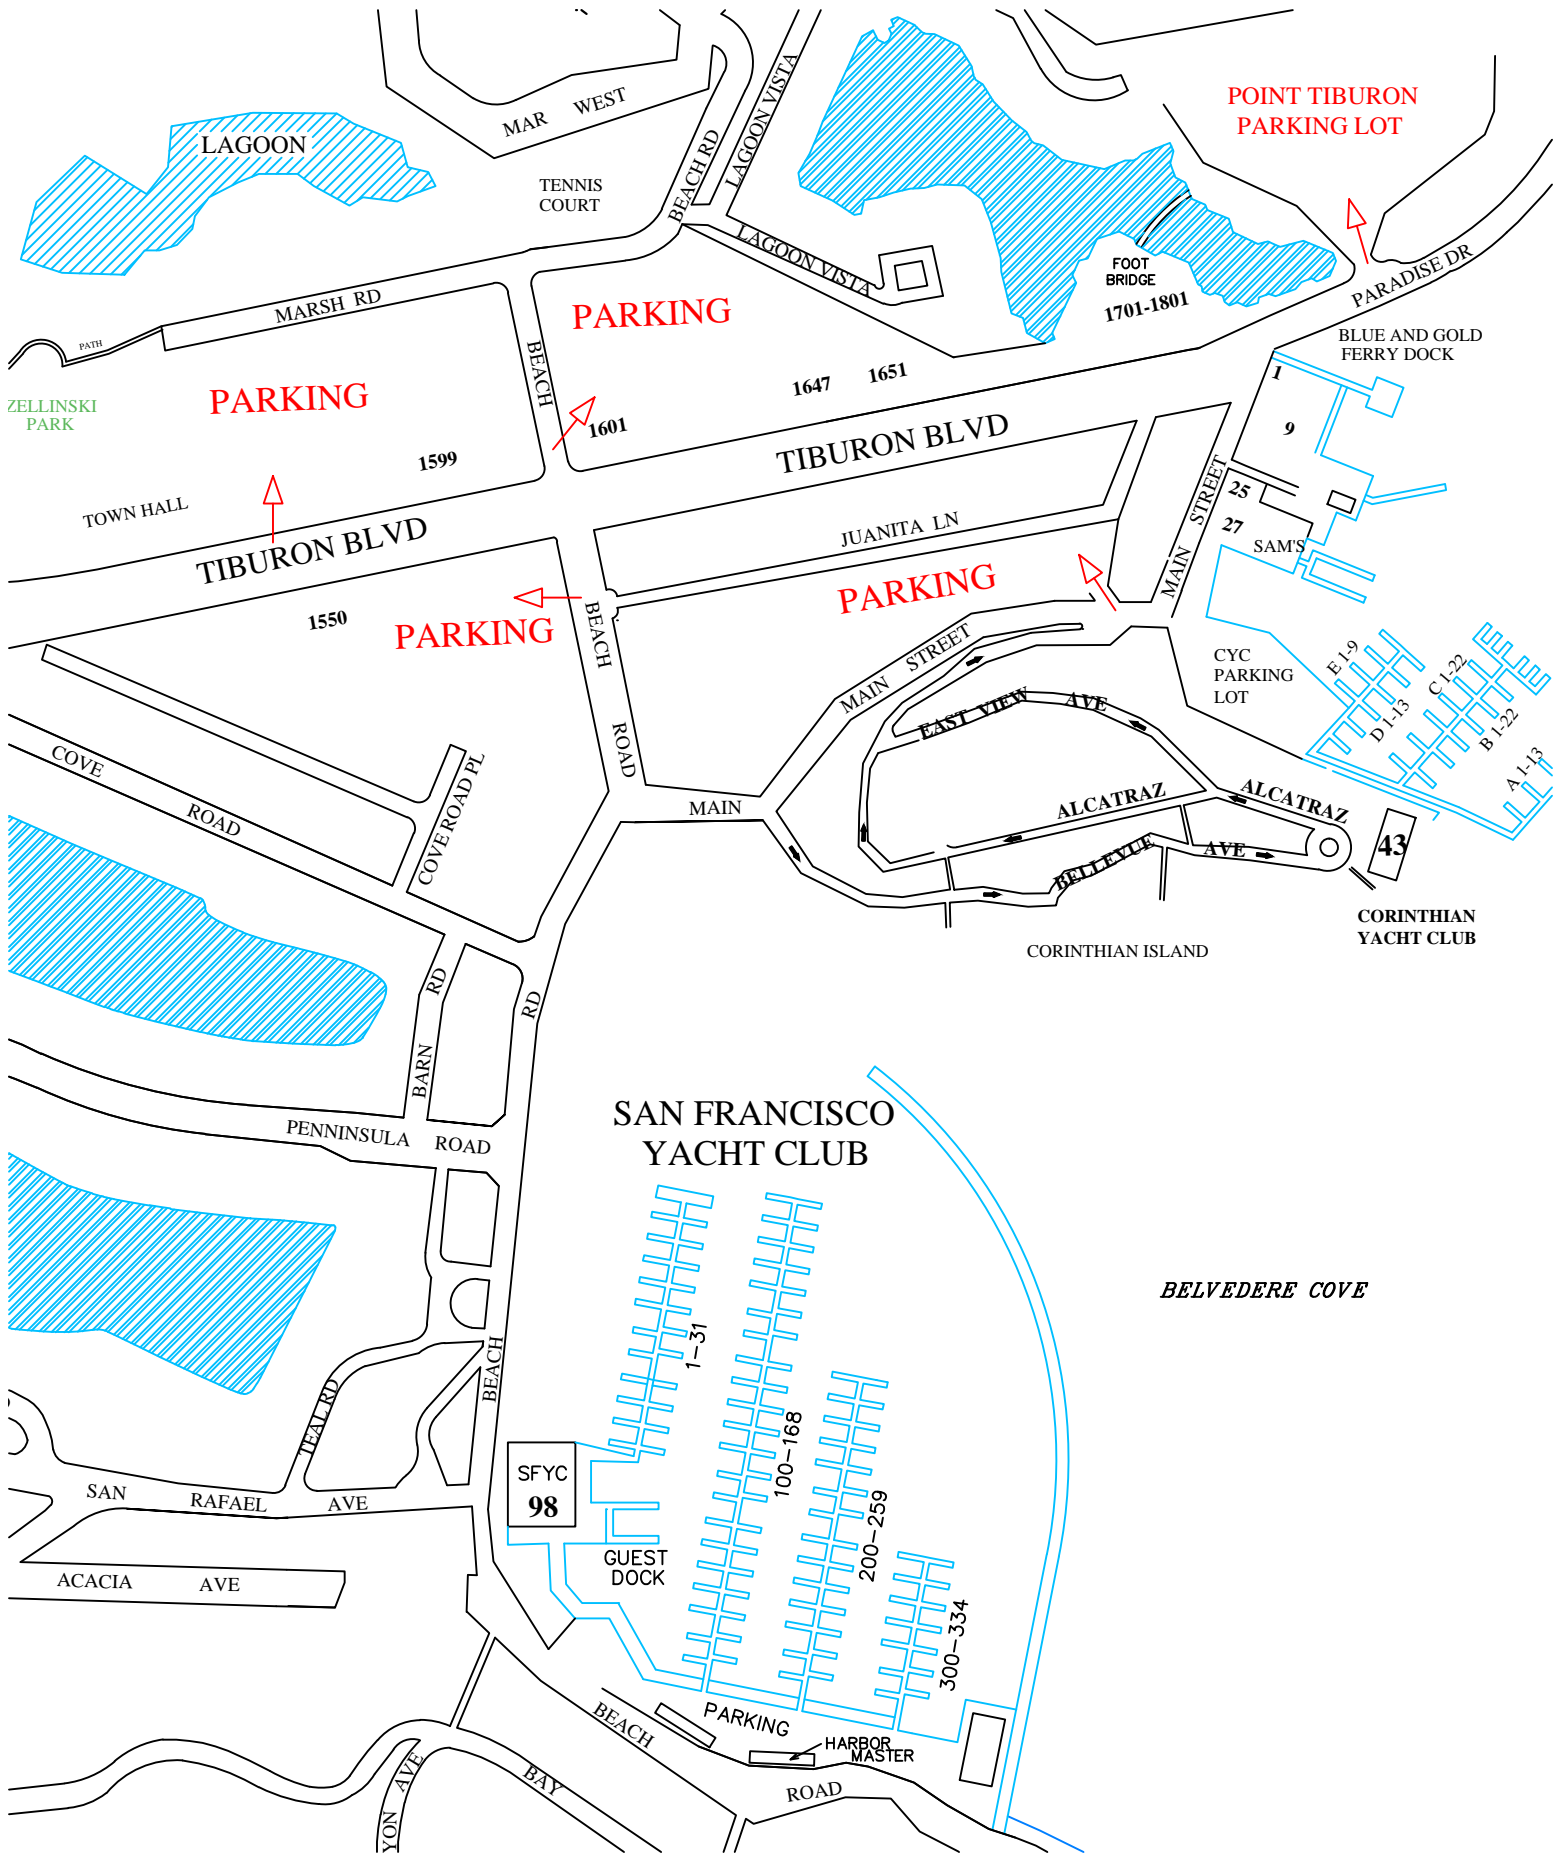 POINT TIBURON
PARKING LOT
MAR WEST
LAGOON
TENNIS
COURT
BEACH RD
LAGOON VISTA
LAGOON VISTA
FOOT
BRIDGE
1701-1801
PARADISE DR
MARSH RD
PATH
PARKING
BEACH
BLUE AND GOLD
FERRY DOCK
ZELLINSKI
PARK
PARKING
1647
1651
1
9
1599
1601
TIBURON BLVD
TOWN HALL
TIBURON BLVD
JUANITA LN
MAIN STREET
25
27
SAM'S
1550
PARKING
BEACH ROAD
PARKING
MAIN STREET
CYC
PARKING
LOT
E 1-9
D 1-13
C 1-22
B 1-22
A 1-13
EAST VIEW AVE
COVE ROAD
COVE ROAD PL
MAIN
ALCATRAZ
ALCATRAZ
BELLEVUE AVE
43
CORINTHIAN
YACHT CLUB
CORINTHIAN ISLAND
BARN RD
RD
PENNINSULA ROAD
SAN FRANCISCO
YACHT CLUB
BELVEDERE COVE
1-31
BEACH
TEAL RD
100-168
SFYC
98
200-259
SAN RAFAEL AVE
GUEST
DOCK
ACACIA AVE
300-334
PARKING
BEACH ROAD
HARBOR
MASTER
YON AVE
BAY